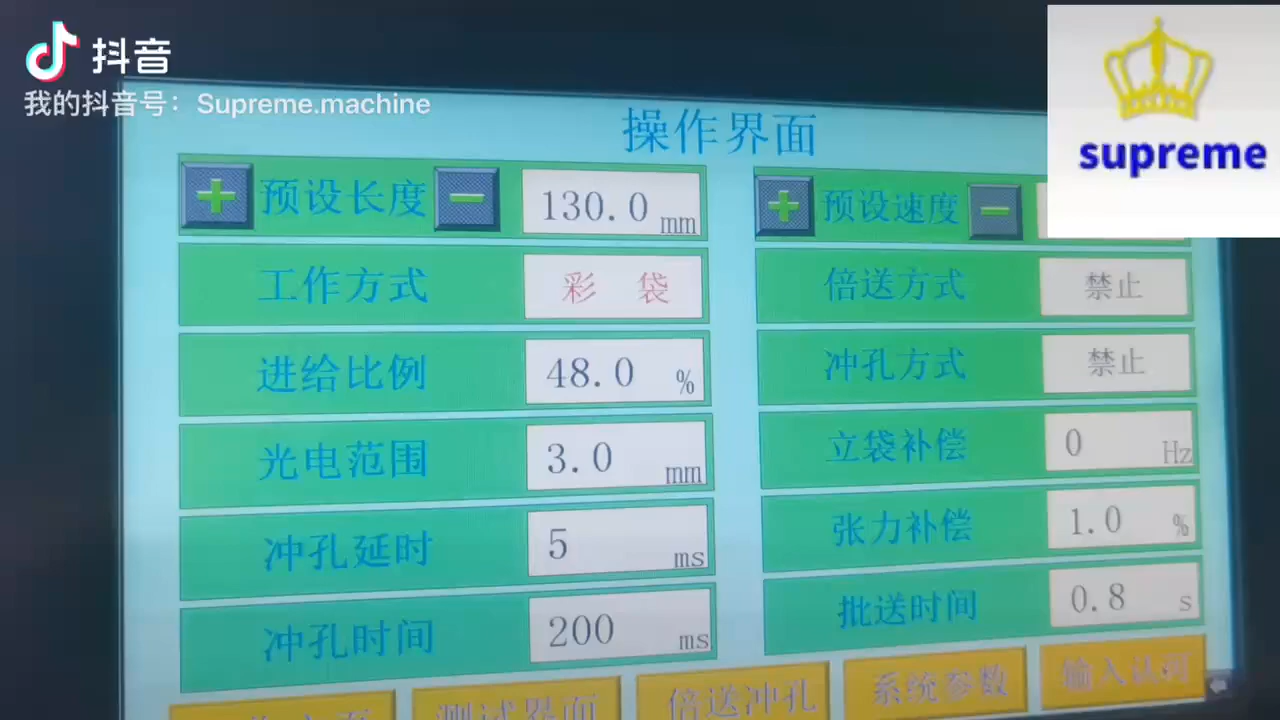 抖音
我的抖音号：Supreme.machine
supreme
操作界面
+ 预设长度 − 130.0 mm
+ 预设速度 −
工作方式 彩 袋
倍送方式 禁止
进给比例 48.0 %
冲孔方式 禁止
光电范围 3.0 mm
立袋补偿 0 Hz
冲孔延时 5 ms
张力补偿 1.0 %
冲孔时间 200 ms
批送时间 0.8 s
测试界面
倍送冲孔
系统参数
输入认列